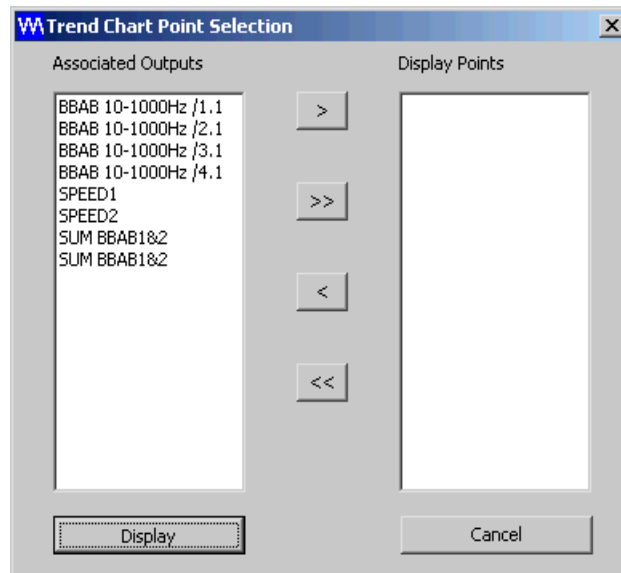 Trend Chart Point Selection
Associated Outputs
Display Points
BBAB 10-1000Hz /1.1
BBAB 10-1000Hz /2.1
BBAB 10-1000Hz /3.1
BBAB 10-1000Hz /4.1
SPEED1
SPEED2
SUM BBAB1&2
SUM BBAB1&2
>
>>
<
<<
Display
Cancel